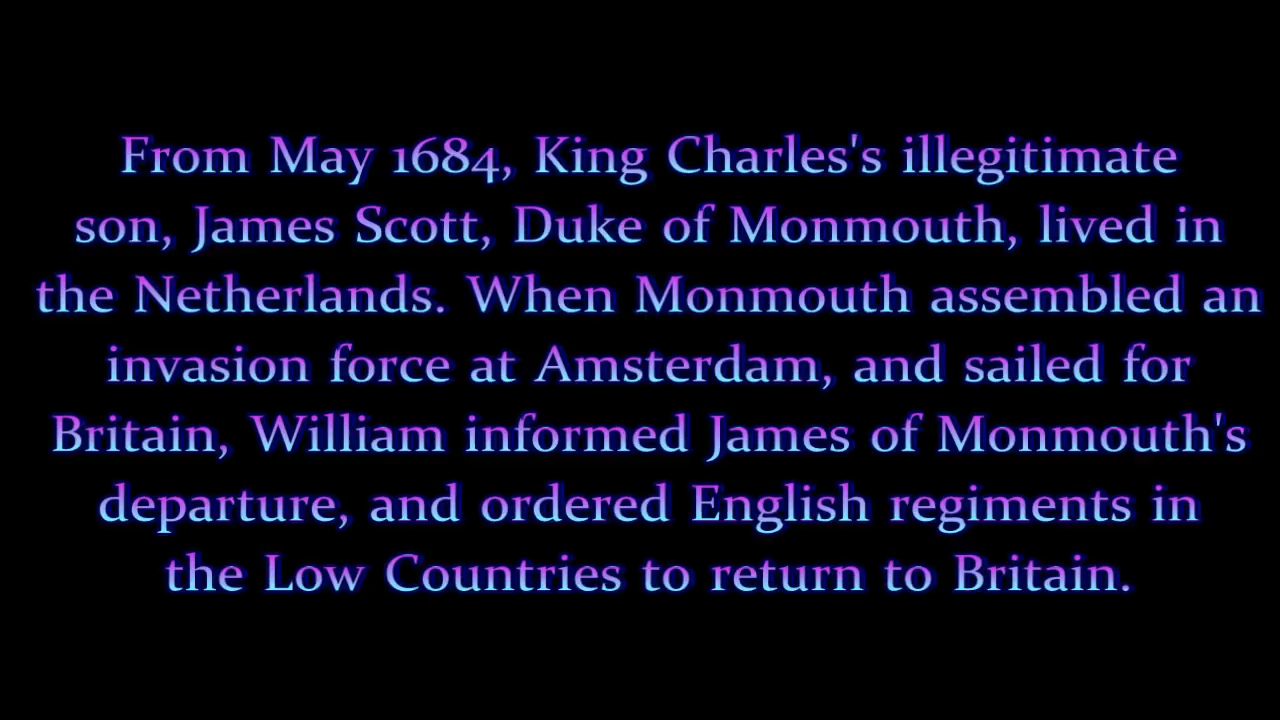 From May 1684, King Charles's illegitimate
son, James Scott, Duke of Monmouth, lived in
the Netherlands. When Monmouth assembled an
invasion force at Amsterdam, and sailed for
Britain, William informed James of Monmouth's
departure, and ordered English regiments in
the Low Countries to return to Britain.